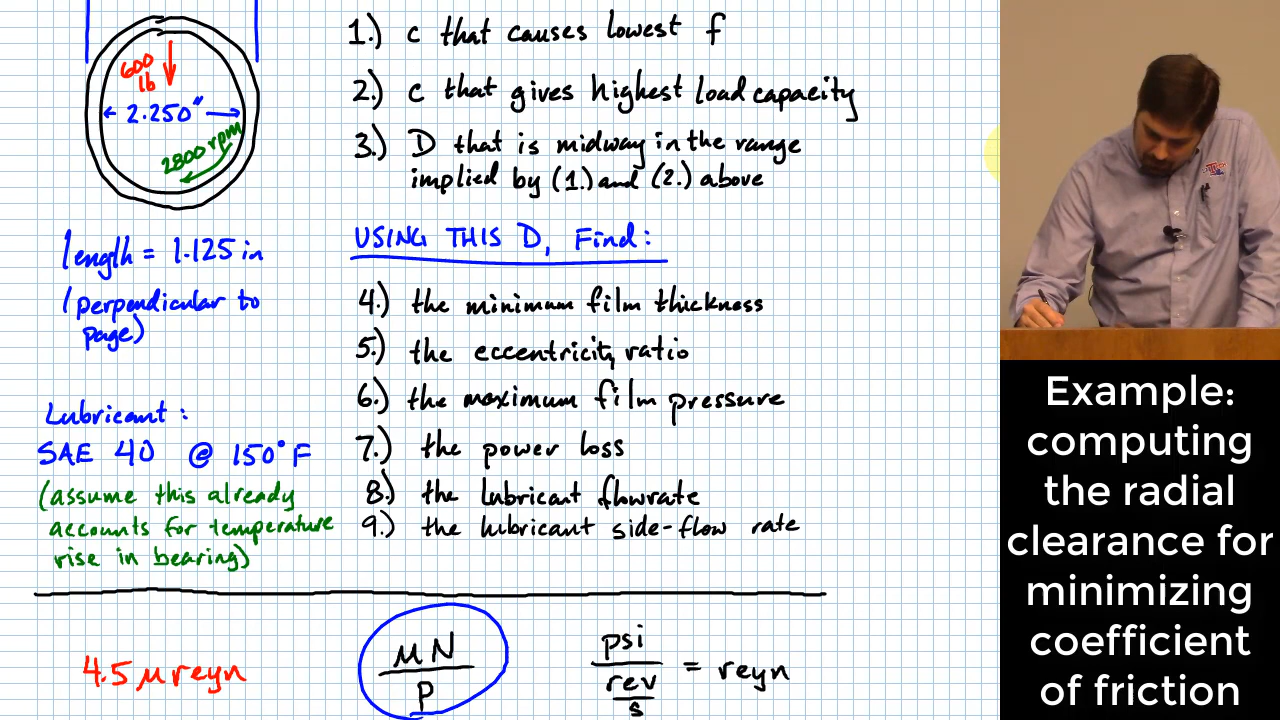 600
lb
2.250"
2800 rpm
length = 1.125 in
(perpendicular to
page)
Lubricant:
SAE 40 @ 150°F
(assume this already
accounts for temperature
rise in bearing)
1.) c that causes lowest f
2.) c that gives highest load capacity
3.) D that is midway in the range
implied by (1.) and (2.) above
USING THIS D, Find:
4.) the minimum film thickness
5.) the eccentricity ratio
6.) the maximum film pressure
7.) the power loss
8.) the lubricant flowrate
9.) the lubricant side-flow rate
4.5 μreyn
μN
P
psi
rev
s
= reyn
Example:
computing
the radial
clearance for
minimizing
coefficient
of friction